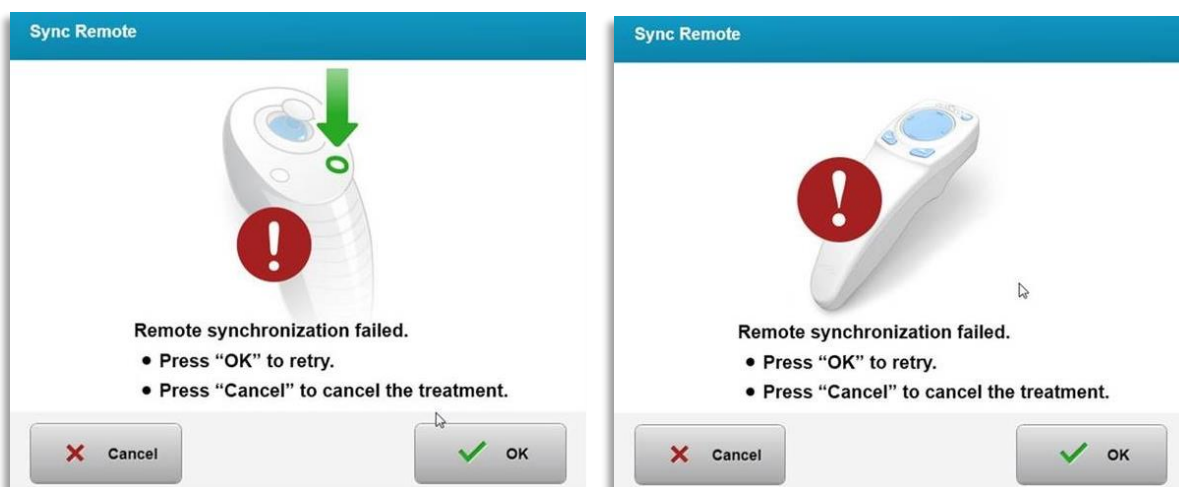 Sync Remote
Remote synchronization failed.
• Press “OK” to retry.
• Press “Cancel” to cancel the treatment.
Cancel
OK
Sync Remote
Remote synchronization failed.
• Press “OK” to retry.
• Press “Cancel” to cancel the treatment.
Cancel
OK